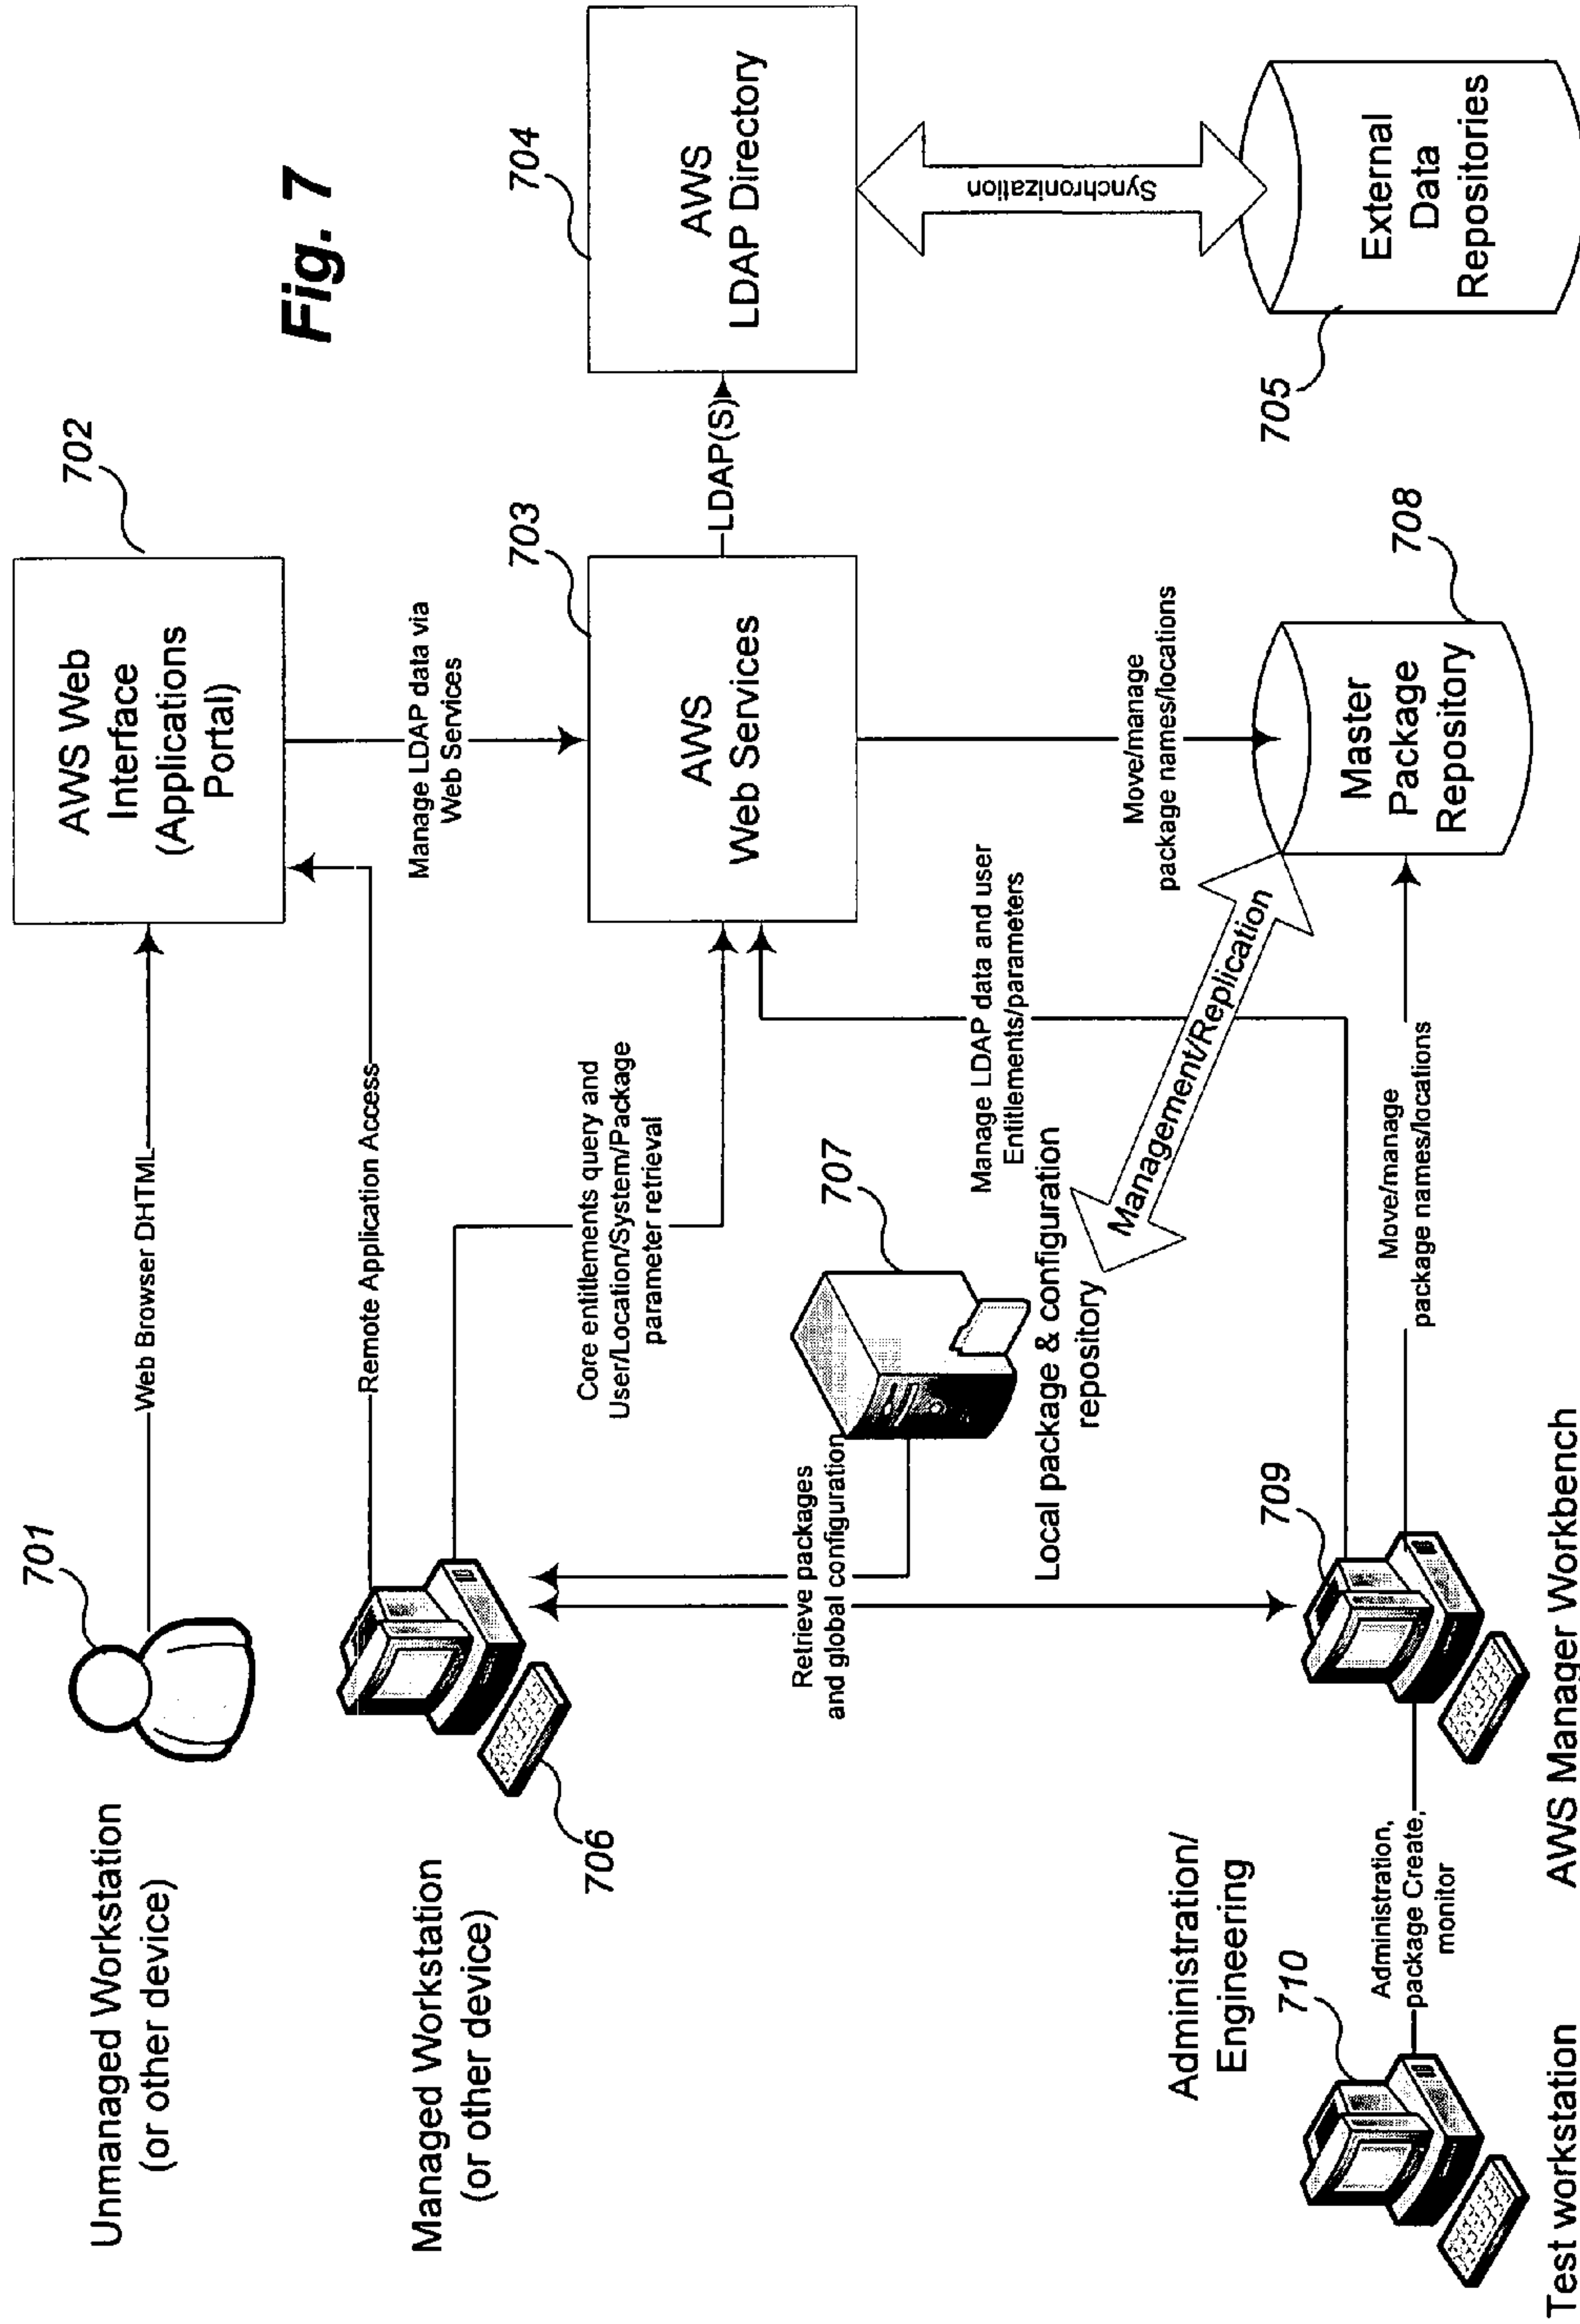 Fig. 7
Unmanaged Workstation
(or other device)
701
Web Browser DHTML
AWS Web
Interface
(Applications
Portal)
702
Managed Workstation
(or other device)
706
Remote Application Access
Manage LDAP data via
Web Services
Core entitlements query and
User/Location/System/Package
parameter retrieval
703
AWS
Web Services
LDAP(S)
704
AWS
LDAP Directory
Synchronization
705
External
Data
Repositories
Retrieve packages
and global configuration
707
Local package & configuration
repository
Management/Replication
Manage LDAP data and user
Entitlements/parameters
Move/manage
package names/locations
708
Master
Package
Repository
Administration/
Engineering
710
Administration,
package Create,
monitor
709
Move/manage
package names/locations
Test workstation
AWS Manager Workbench